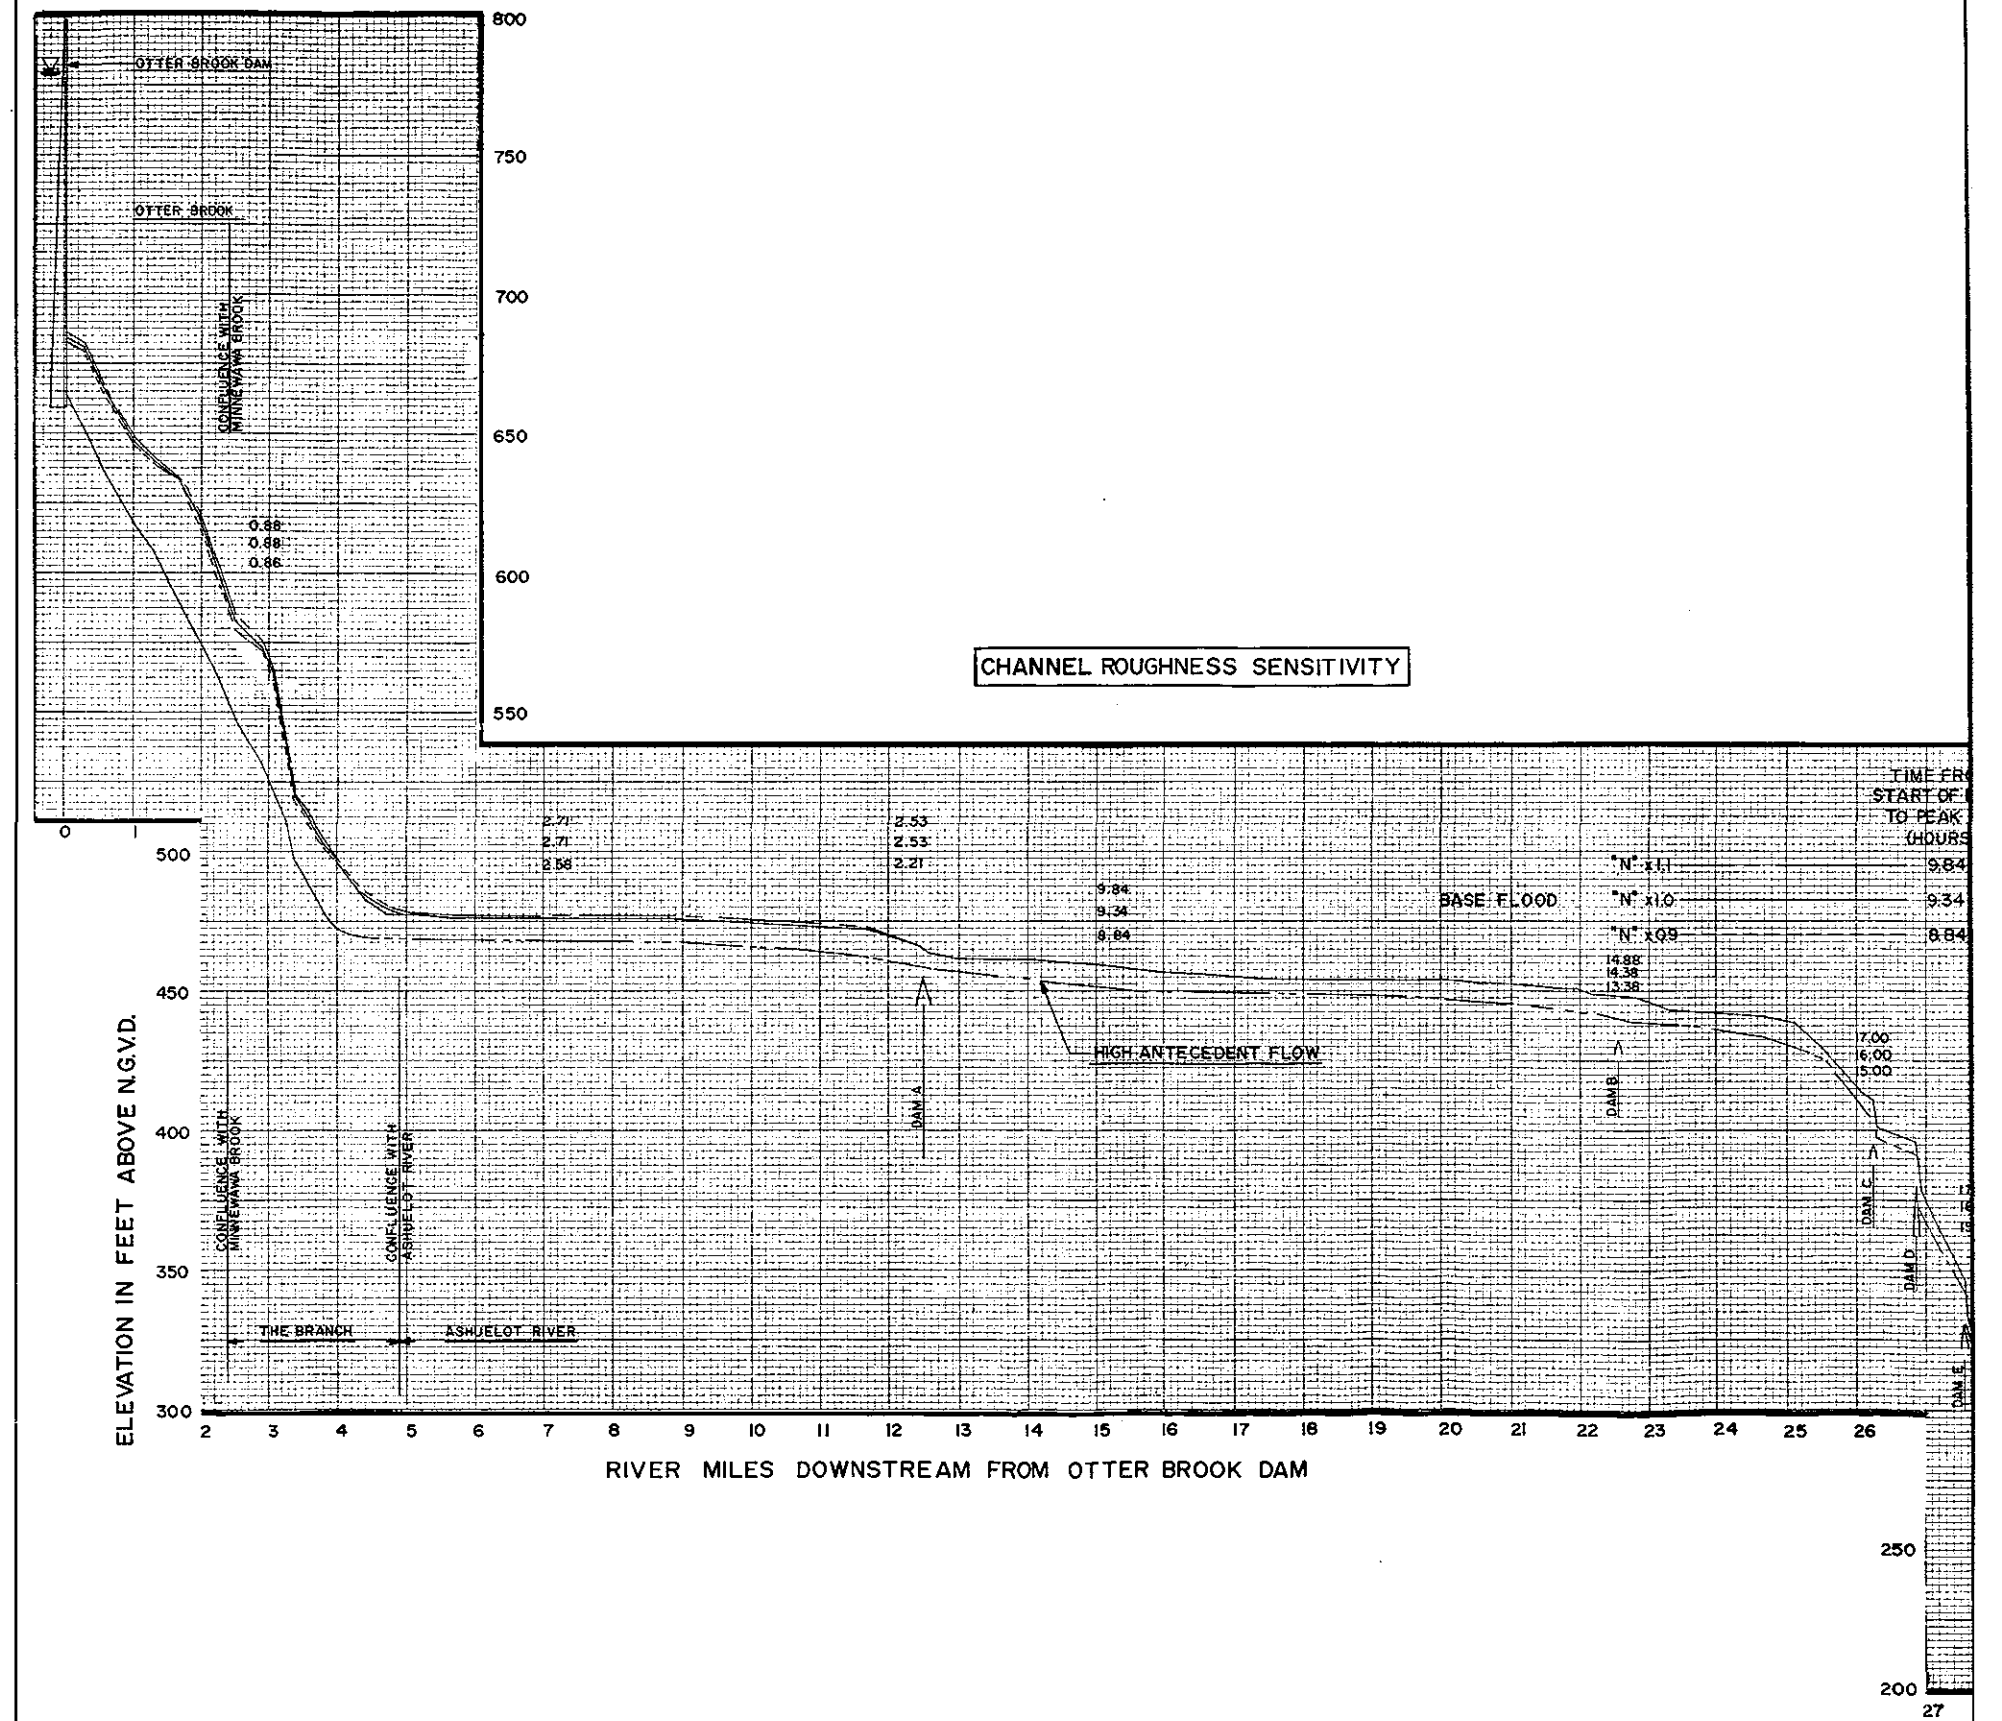 800
OTTER BROOK DAM
750
OTTER BROOK
700
CONFLUENCE WITH
MINNEWAWA BROOK
650
0.88
0.88
0.86
600
CHANNEL ROUGHNESS SENSITIVITY
550
TIME FRO
START OF
TO PEAK
(HOURS
0 1
500
2.71
2.71
2.58
2.53
2.53
2.21
"N" x 1.1 9.84
9.84
9.34
8.84
BASE FLOOD "N" x 1.0 9.34
"N" x 0.9 8.84
14.88
14.38
13.38
450
HIGH ANTECEDENT FLOW
17.00
16.00
15.00
DAM A
DAM B
DAM C
DAM D
DAM E
400
CONFLUENCE WITH
MINNEWAWA BROOK
CONFLUENCE WITH
ASHUELOT RIVER
350
THE BRANCH
ASHUELOT RIVER
300
ELEVATION IN FEET ABOVE N.G.V.D.
2 3 4 5 6 7 8 9 10 11 12 13 14 15 16 17 18 19 20 21 22 23 24 25 26
RIVER MILES DOWNSTREAM FROM OTTER BROOK DAM
250
200
27